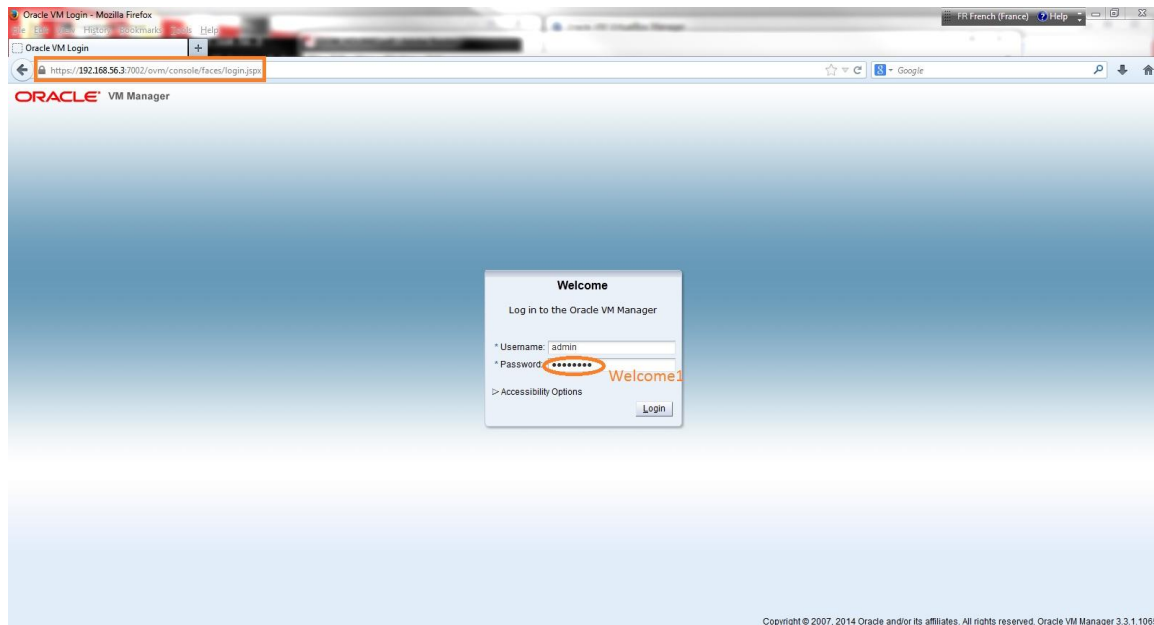 Oracle VM Login - Mozilla Firefox
FR French (France) Help
History Bookmarks Help
Oracle VM Login +
https://192.168.56.3:7002/ovm/console/faces/login.jspx
Google
ORACLE VM Manager
Welcome
Log in to the Oracle VM Manager
* Username: admin
* Password: ••••••••
Welcome1
Accessibility Options
Login
Copyright © 2007, 2014 Oracle and/or its affiliates. All rights reserved. Oracle VM Manager 3.3.1.106